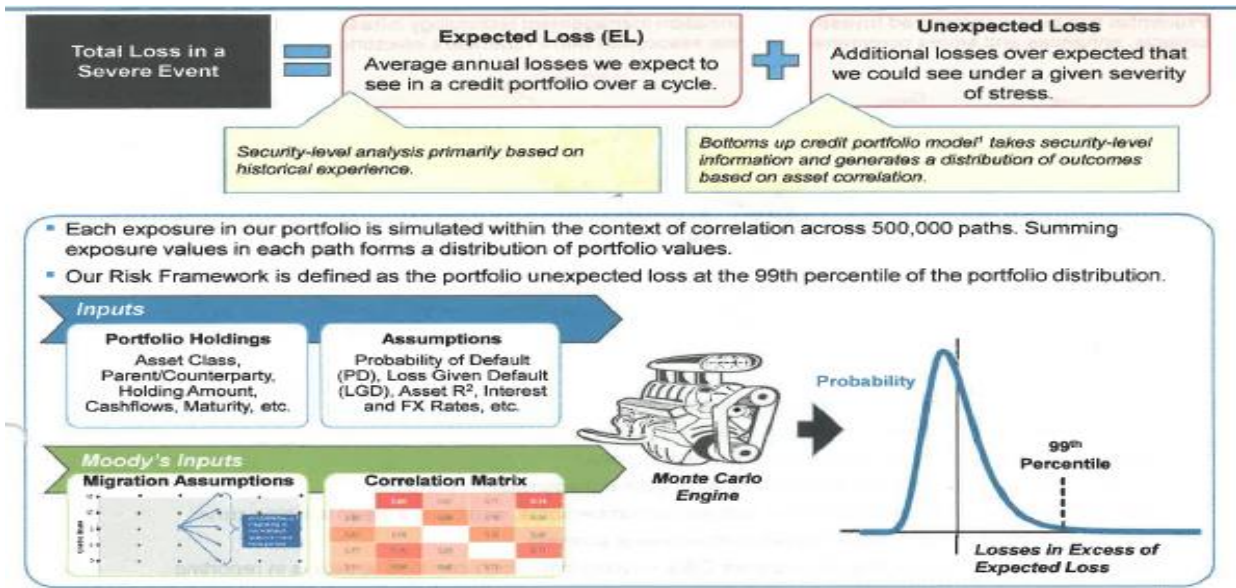 Total Loss in a
Severe Event
Expected Loss (EL)
Average annual losses we expect to
see in a credit portfolio over a cycle.
Unexpected Loss
Additional losses over expected that
we could see under a given severity
of stress.
Security-level analysis primarily based on
historical experience.
Bottoms up credit portfolio model¹ takes security-level
information and generates a distribution of outcomes
based on asset correlation.
▪ Each exposure in our portfolio is simulated within the context of correlation across 500,000 paths. Summing
exposure values in each path forms a distribution of portfolio values.
▪ Our Risk Framework is defined as the portfolio unexpected loss at the 99th percentile of the portfolio distribution.
Inputs
Portfolio Holdings
Asset Class,
Parent/Counterparty,
Holding Amount,
Cashflows, Maturity, etc.
Assumptions
Probability of Default
(PD), Loss Given Default
(LGD), Asset R², Interest
and FX Rates, etc.
Moody's Inputs
Migration Assumptions
Correlation Matrix
Monte Carlo
Engine
Probability
99th
Percentile
Losses in Excess of
Expected Loss